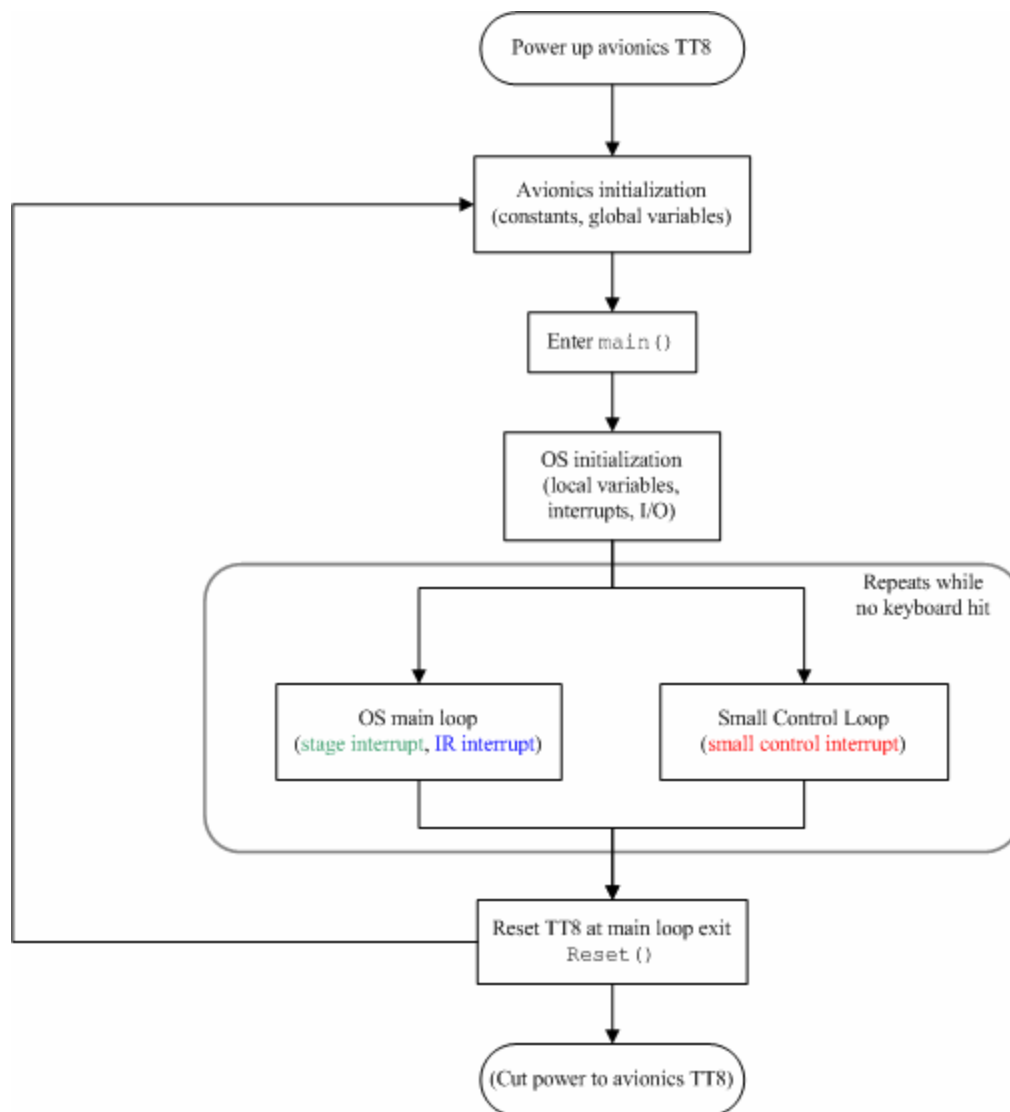 Power up avionics TT8
Avionics initialization
(constants, global variables)
Enter main()
OS initialization
(local variables,
interrupts, I/O)
Repeats while
no keyboard hit
OS main loop
(stage interrupt, IR interrupt)
Small Control Loop
(small control interrupt)
Reset TT8 at main loop exit
Reset()
(Cut power to avionics TT8)